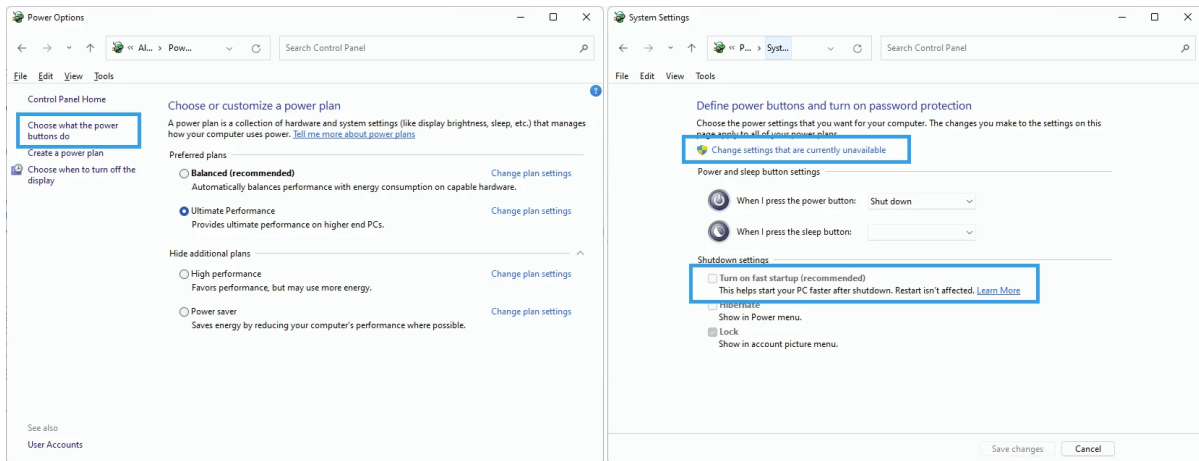 Power Options
« Al... › Pow...
Search Control Panel
File Edit View Tools
Control Panel Home
Choose what the power
buttons do
Create a power plan
Choose when to turn off the
display
Choose or customize a power plan
A power plan is a collection of hardware and system settings (like display brightness, sleep, etc.) that manages
how your computer uses power. Tell me more about power plans
Preferred plans
Balanced (recommended) Change plan settings
Automatically balances performance with energy consumption on capable hardware.
Ultimate Performance Change plan settings
Provides ultimate performance on higher end PCs.
Hide additional plans
High performance Change plan settings
Favors performance, but may use more energy.
Power saver Change plan settings
Saves energy by reducing your computer's performance where possible.
See also
User Accounts
System Settings
« P... › Syst...
Search Control Panel
File Edit View Tools
Define power buttons and turn on password protection
Choose the power settings that you want for your computer. The changes you make to the settings on this
page apply to all of your power plans.
Change settings that are currently unavailable
Power and sleep button settings
When I press the power button: Shut down
When I press the sleep button:
Shutdown settings
Turn on fast startup (recommended)
This helps start your PC faster after shutdown. Restart isn't affected. Learn More
Hibernate
Show in Power menu.
Lock
Show in account picture menu.
Save changes Cancel